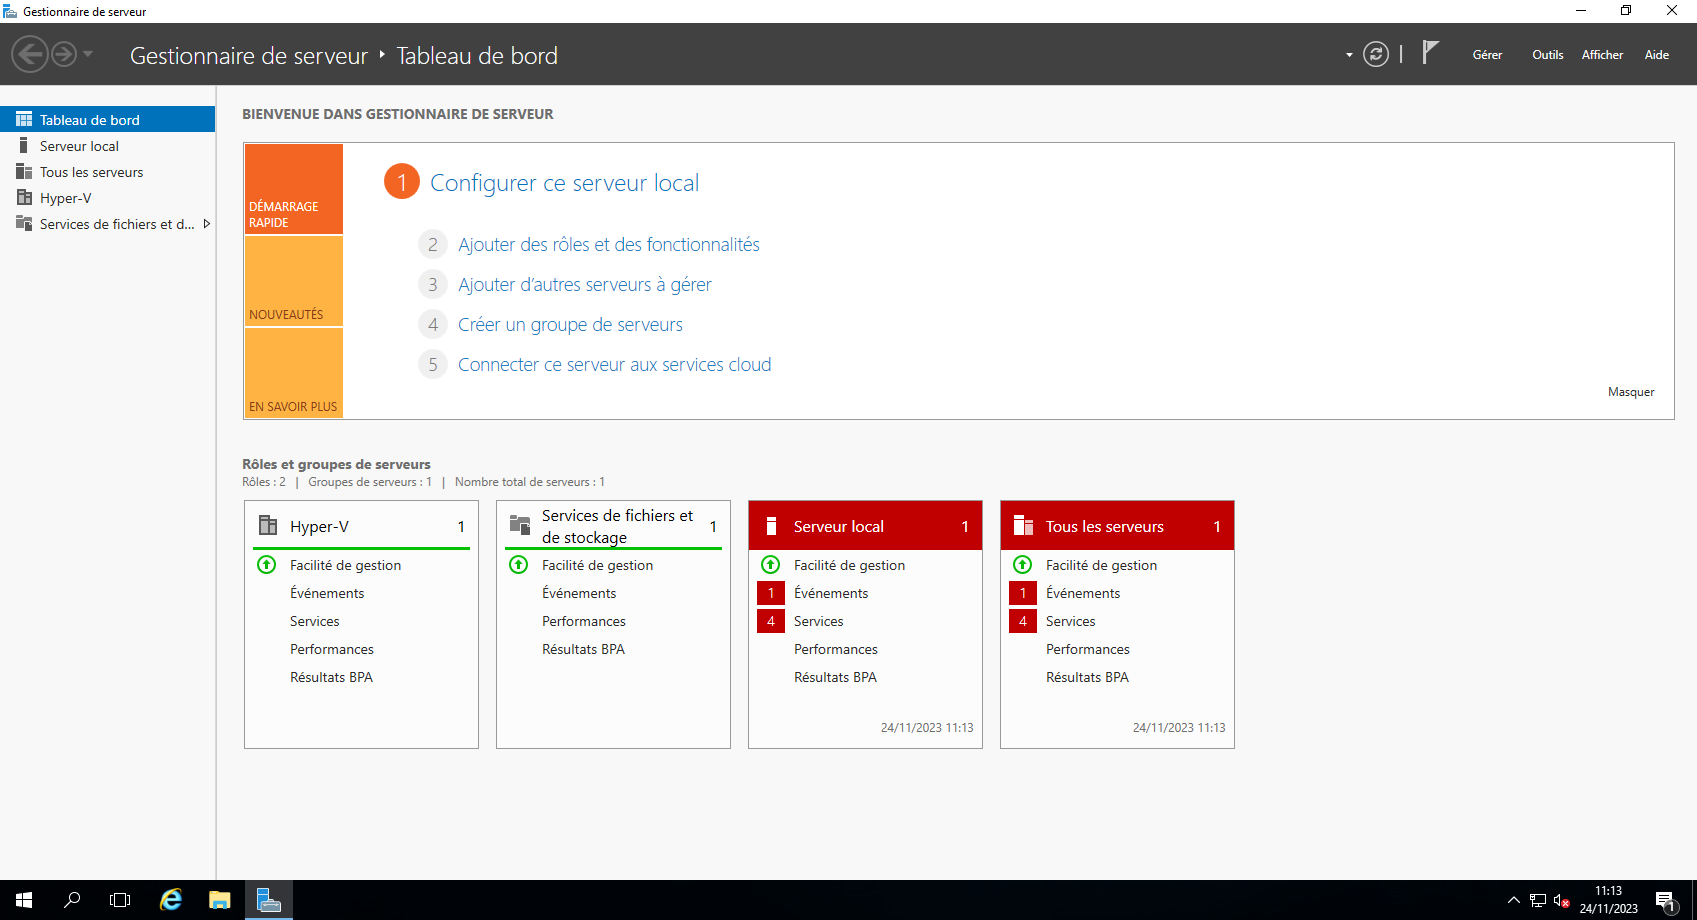 Gestionnaire de serveur
Gestionnaire de serveur ‣ Tableau de bord
Gérer Outils Afficher Aide
Tableau de bord
Serveur local
Tous les serveurs
Hyper-V
Services de fichiers et d...
BIENVENUE DANS GESTIONNAIRE DE SERVEUR
DÉMARRAGE
RAPIDE
NOUVEAUTÉS
EN SAVOIR PLUS
1 Configurer ce serveur local
2 Ajouter des rôles et des fonctionnalités
3 Ajouter d’autres serveurs à gérer
4 Créer un groupe de serveurs
5 Connecter ce serveur aux services cloud
Masquer
Rôles et groupes de serveurs
Rôles : 2 | Groupes de serveurs : 1 | Nombre total de serveurs : 1
Hyper-V 1
Facilité de gestion
Événements
Services
Performances
Résultats BPA
Services de fichiers et
de stockage 1
Facilité de gestion
Événements
Performances
Résultats BPA
Serveur local 1
Facilité de gestion
1 Événements
4 Services
Performances
Résultats BPA
24/11/2023 11:13
Tous les serveurs 1
Facilité de gestion
1 Événements
4 Services
Performances
Résultats BPA
24/11/2023 11:13
11:13
24/11/2023
1